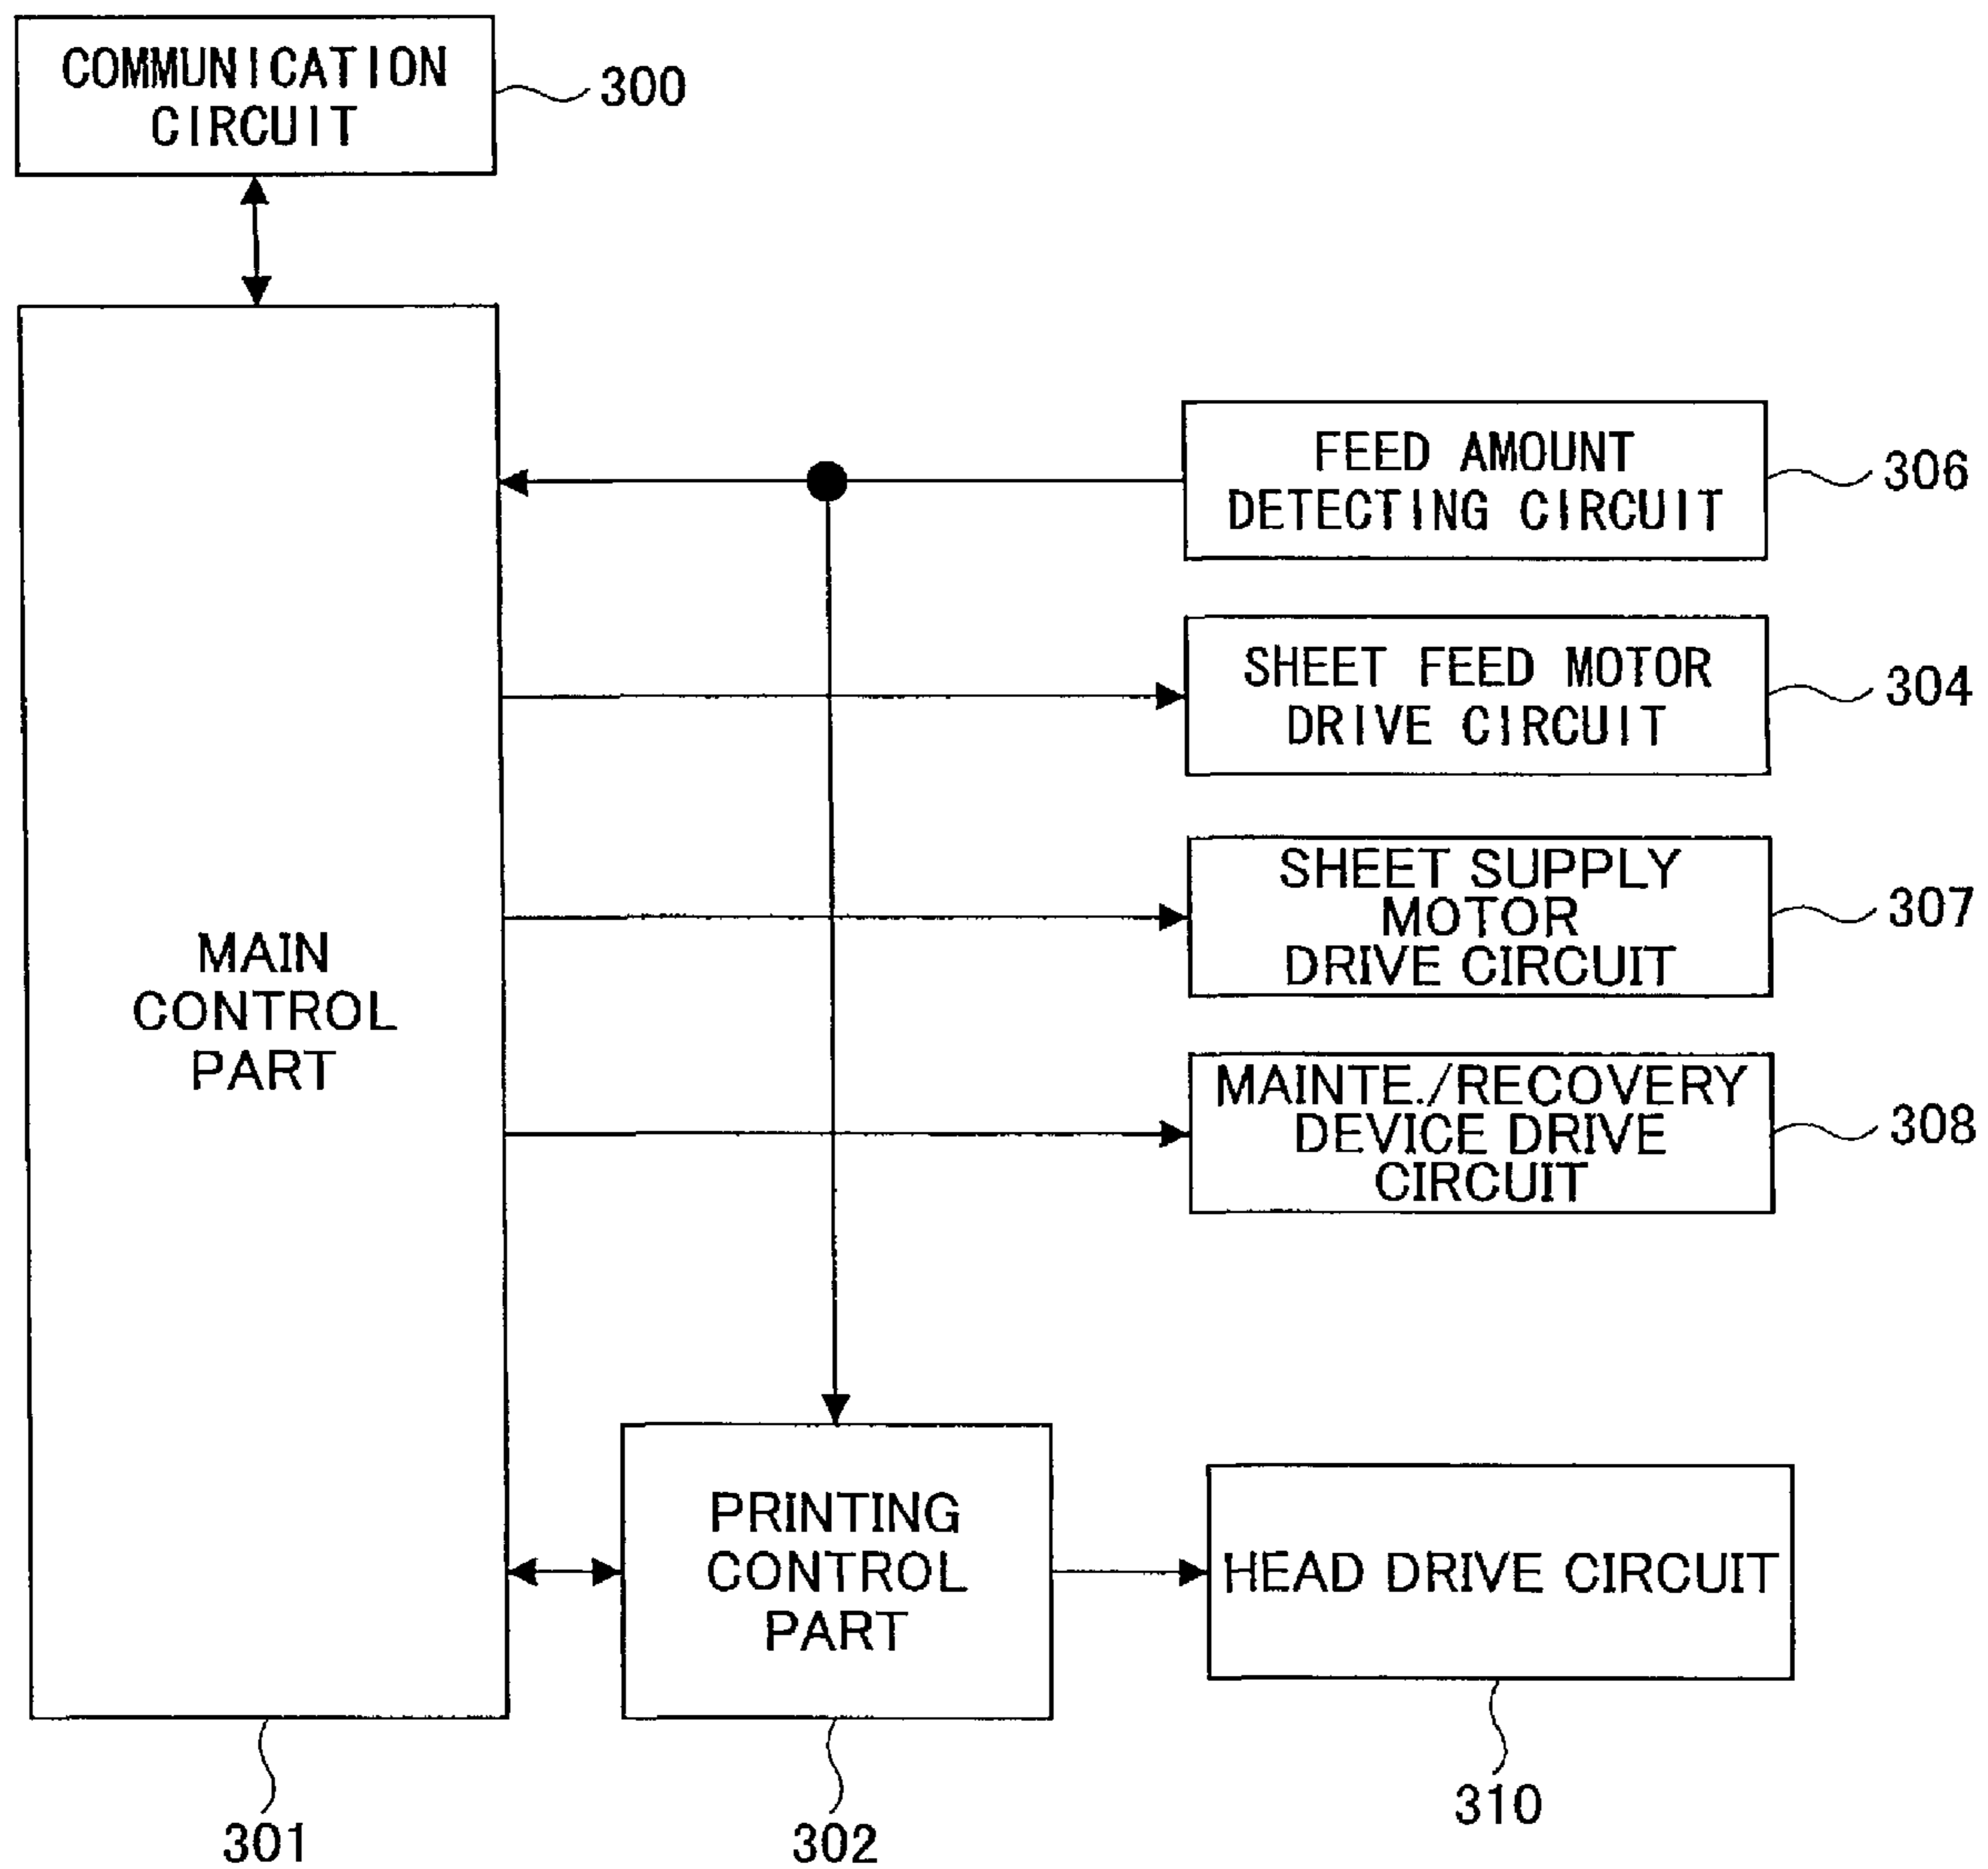 COMMUNICATION
CIRCUIT
300
FEED AMOUNT
DETECTING CIRCUIT
306
SHEET FEED MOTOR
DRIVE CIRCUIT
304
SHEET SUPPLY
MOTOR
DRIVE CIRCUIT
307
MAIN
CONTROL
PART
MAINTE./RECOVERY
DEVICE DRIVE
CIRCUIT
308
PRINTING
CONTROL
PART
HEAD DRIVE CIRCUIT
301
302
310